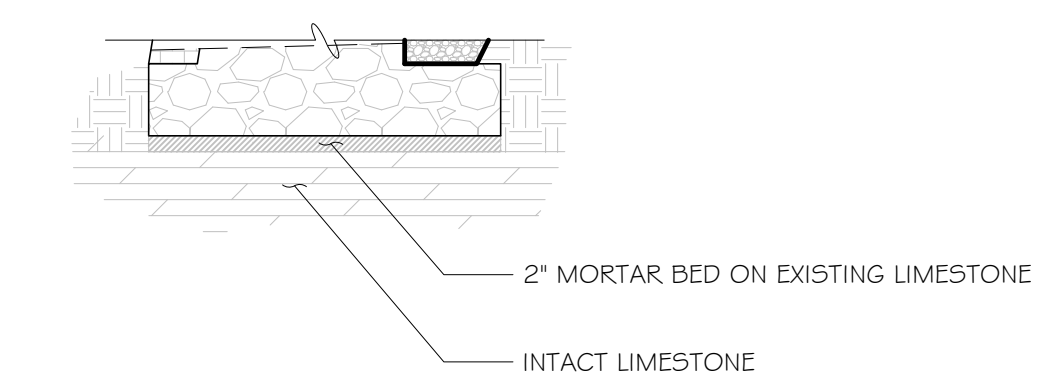 2" MORTAR BED ON EXISTING LIMESTONE
INTACT LIMESTONE